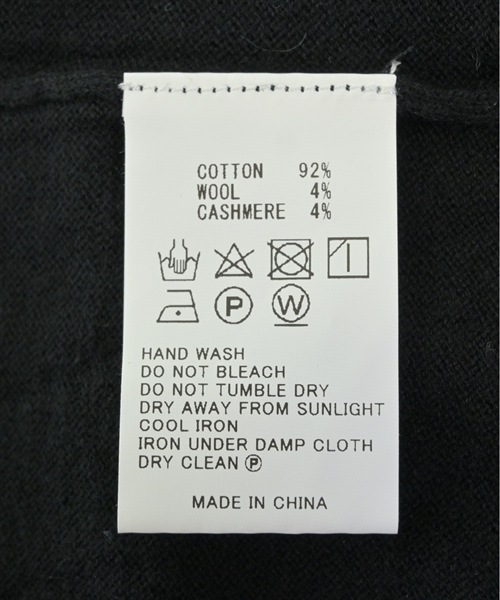 COTTON 92%
WOOL 4%
CASHMERE 4%
P W
HAND WASH
DO NOT BLEACH
DO NOT TUMBLE DRY
DRY AWAY FROM SUNLIGHT
COOL IRON
IRON UNDER DAMP CLOTH
DRY CLEAN Ⓟ
MADE IN CHINA